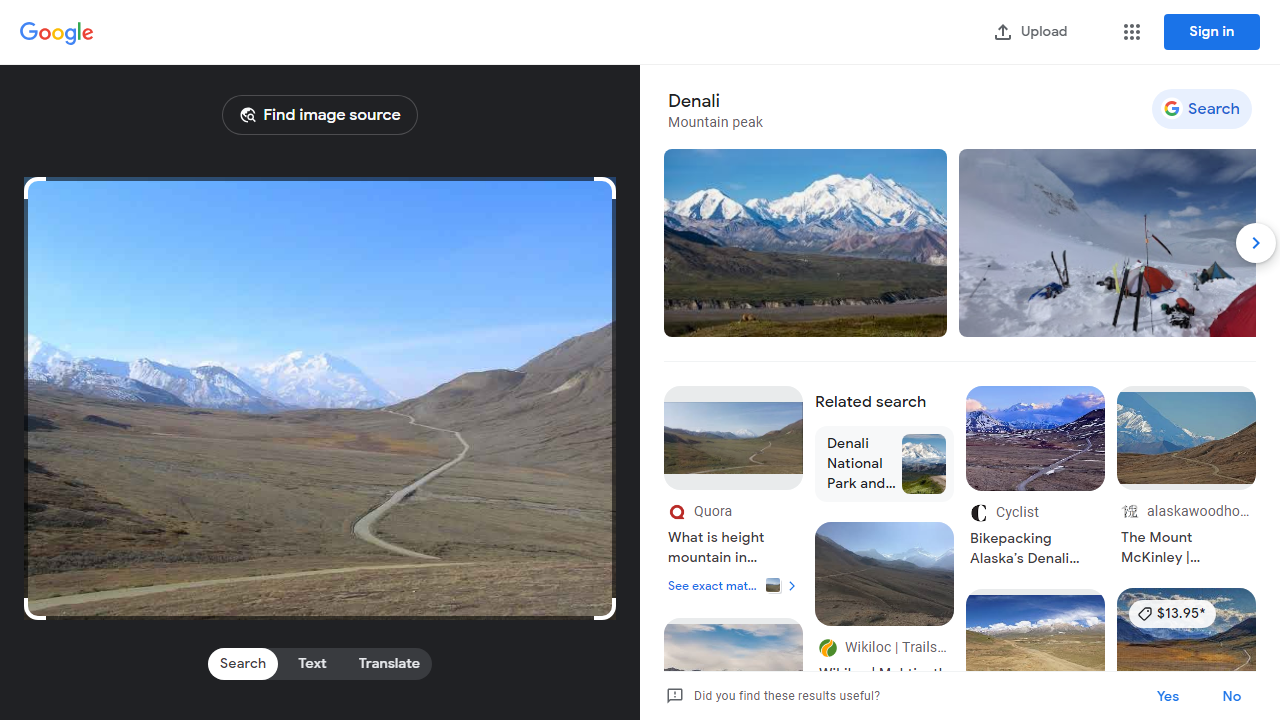 Google
Upload
Sign in
Find image source
Search
Text
Translate
Denali
Mountain peak
Search
Quora
What is height
mountain in...
See exact mat...
Related search
Denali
National
Park and...
Wikiloc | Trails...
Cyclist
Bikepacking
Alaska's Denali...
alaskawoodho...
The Mount
McKinley |...
$13.95*
Did you find these results useful?
Yes
No